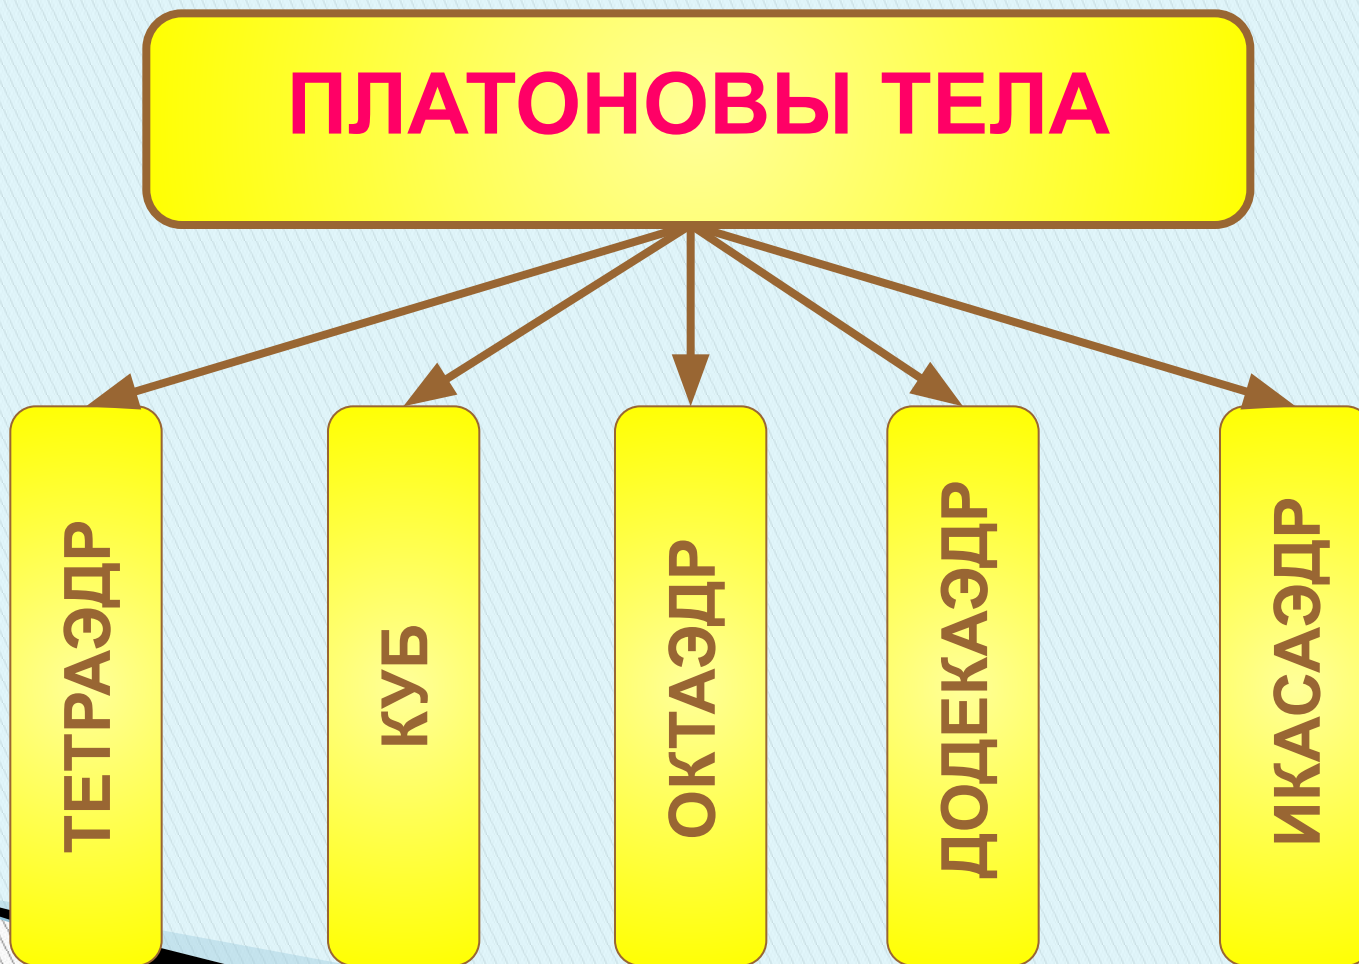 ПЛАТОНОВЫ ТЕЛА
ТЕТРАЭДР
КУБ
ОКТАЭДР
ДОДЕКАЭДР
ИКАСАЭДР